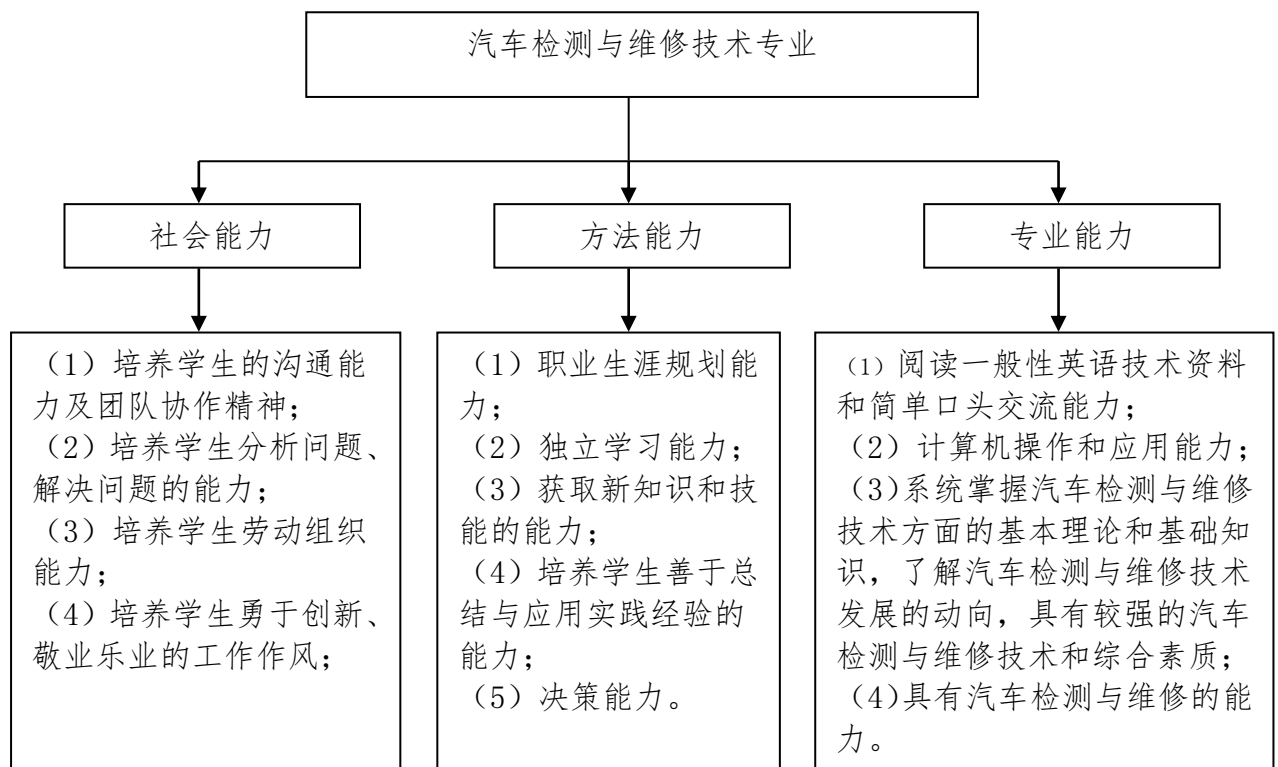 汽车检测与维修技术专业
社会能力
方法能力
专业能力
（1）培养学生的沟通能
力及团队协作精神；
（2）培养学生分析问题、
解决问题的能力；
（3）培养学生劳动组织
能力；
（4）培养学生勇于创新、
敬业乐业的工作作风；
（1）职业生涯规划能
力；
（2）独立学习能力；
（3）获取新知识和技
能的能力；
（4）培养学生善于总
结与应用实践经验的
能力；
（5）决策能力。
（1）阅读一般性英语技术资料
和简单口头交流能力；
（2）计算机操作和应用能力；
（3)系统掌握汽车检测与维修
技术方面的基本理论和基础知
识，了解汽车检测与维修技术
发展的动向，具有较强的汽车
检测与维修技术和综合素质；
（4)具有汽车检测与维修的能
力。